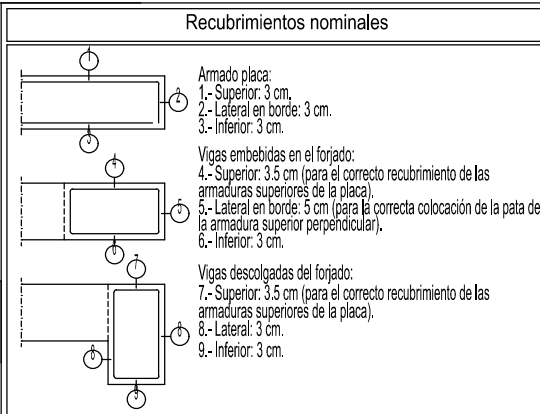 Recubrimientos nominales
1
2
3
Armado placa:
1.- Superior: 3 cm.
2.- Lateral en borde: 3 cm.
3.- Inferior: 3 cm.
4
5
6
Vigas embebidas en el forjado:
4.- Superior: 3.5 cm (para el correcto recubrimiento de las
armaduras superiores de la placa).
5.- Lateral en borde: 5 cm (para la correcta colocación de la pata de
la armadura superior perpendicular).
6.- Inferior: 3 cm.
7
8
8
9
Vigas descolgadas del forjado:
7.- Superior: 3.5 cm (para el correcto recubrimiento de las
armaduras superiores de la placa).
8.- Lateral: 3 cm.
9.- Inferior: 3 cm.